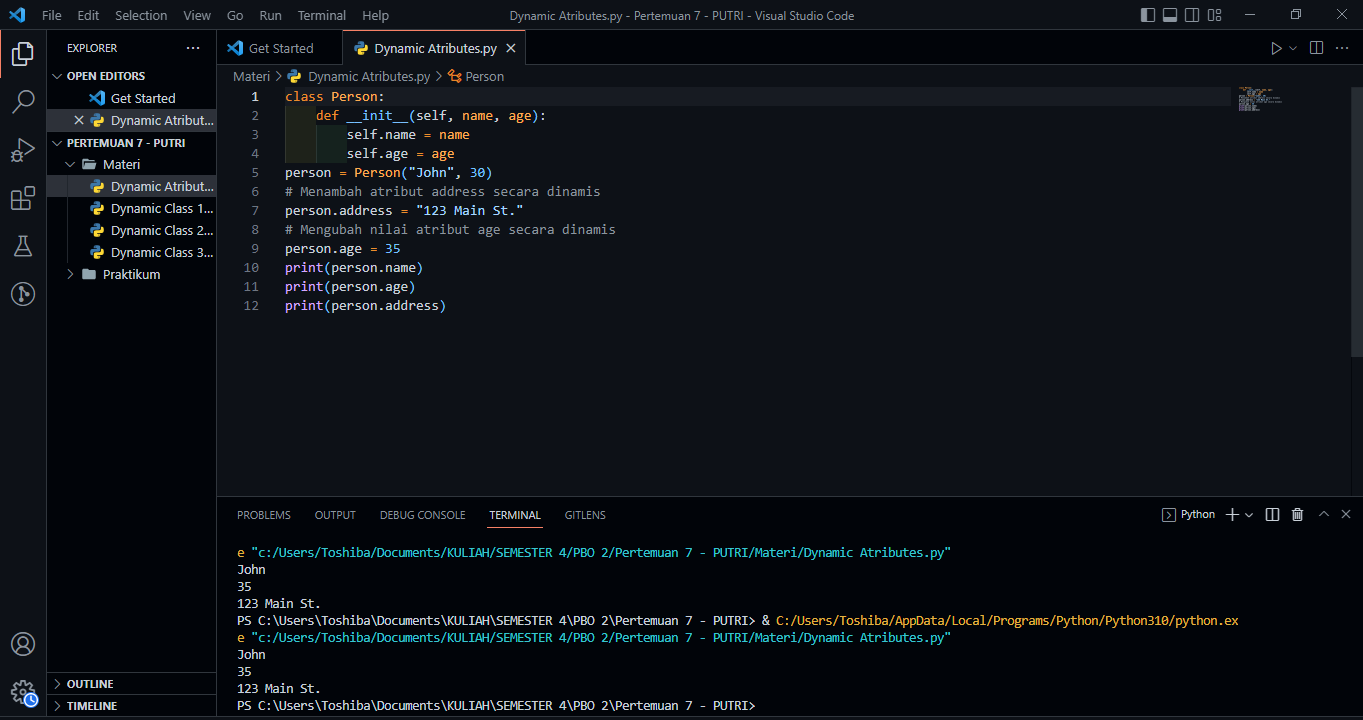 File Edit Selection View Go Run Terminal Help Dynamic Atributes.py - Pertemuan 7 - PUTRI - Visual Studio Code
EXPLORER ...
OPEN EDITORS
Get Started
Dynamic Atribut...
PERTEMUAN 7 - PUTRI
Materi
Dynamic Atribut...
Dynamic Class 1...
Dynamic Class 2...
Dynamic Class 3...
Praktikum
OUTLINE
TIMELINE
Get Started Dynamic Atributes.py
Materi > Dynamic Atributes.py > Person
1 class Person:
2     def __init__(self, name, age):
3         self.name = name
4         self.age = age
5 person = Person("John", 30)
6 # Menambah atribut address secara dinamis
7 person.address = "123 Main St."
8 # Mengubah nilai atribut age secara dinamis
9 person.age = 35
10 print(person.name)
11 print(person.age)
12 print(person.address)
PROBLEMS OUTPUT DEBUG CONSOLE TERMINAL GITLENS Python
e "c:/Users/Toshiba/Documents/KULIAH/SEMESTER 4/PBO 2/Pertemuan 7 - PUTRI/Materi/Dynamic Atributes.py"
John
35
123 Main St.
PS C:\Users\Toshiba\Documents\KULIAH\SEMESTER 4\PBO 2\Pertemuan 7 - PUTRI> & C:/Users/Toshiba/AppData/Local/Programs/Python/Python310/python.ex
e "c:/Users/Toshiba/Documents/KULIAH/SEMESTER 4/PBO 2/Pertemuan 7 - PUTRI/Materi/Dynamic Atributes.py"
John
35
123 Main St.
PS C:\Users\Toshiba\Documents\KULIAH\SEMESTER 4\PBO 2\Pertemuan 7 - PUTRI>